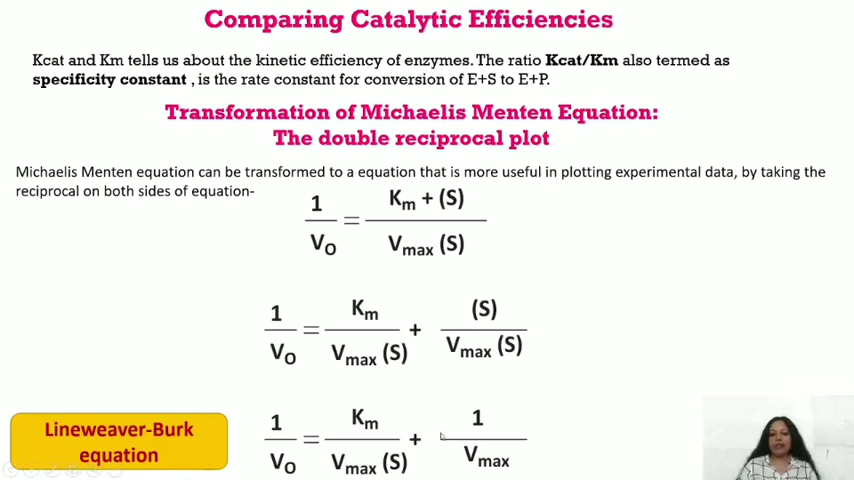 Comparing Catalytic Efficiencies
Kcat and Km tells us about the kinetic efficiency of enzymes. The ratio Kcat/Km also termed as
specificity constant , is the rate constant for conversion of E+S to E+P.
Transformation of Michaelis Menten Equation:
The double reciprocal plot
Michaelis Menten equation can be transformed to a equation that is more useful in plotting experimental data, by taking the
reciprocal on both sides of equation-
1 / VO = Km + (S) / Vmax (S)
1 / VO = Km / Vmax (S) + (S) / Vmax (S)
Lineweaver-Burk
equation
1 / VO = Km / Vmax (S) + 1 / Vmax